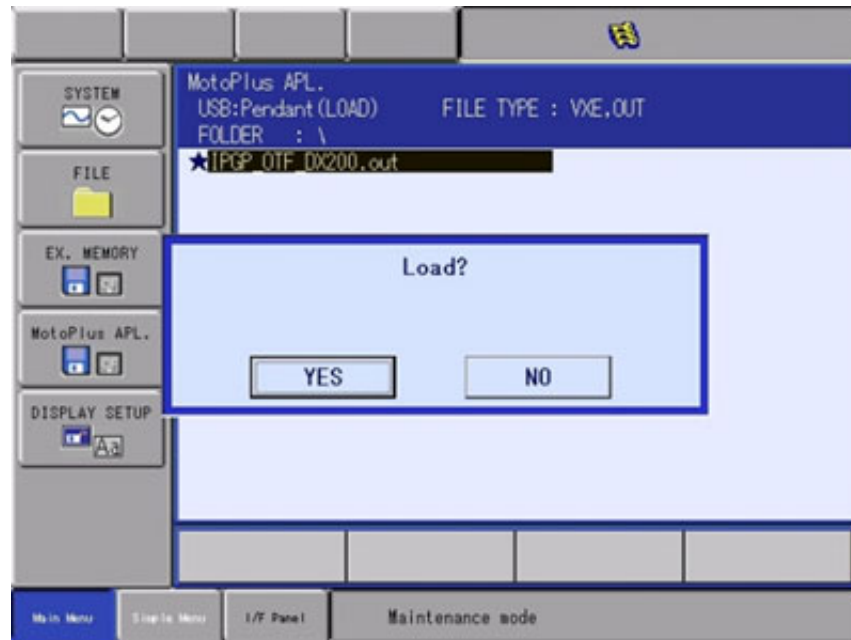 SYSTEM
FILE
EX. MEMORY
MotoPlus APL.
DISPLAY SETUP
MotoPlus APL.
USB:Pendant(LOAD) FILE TYPE : VXE,OUT
FOLDER : \
★IPGP_OTF_DX200.out
Load?
YES NO
Main Menu Simple Menu I/F Panel Maintenance mode